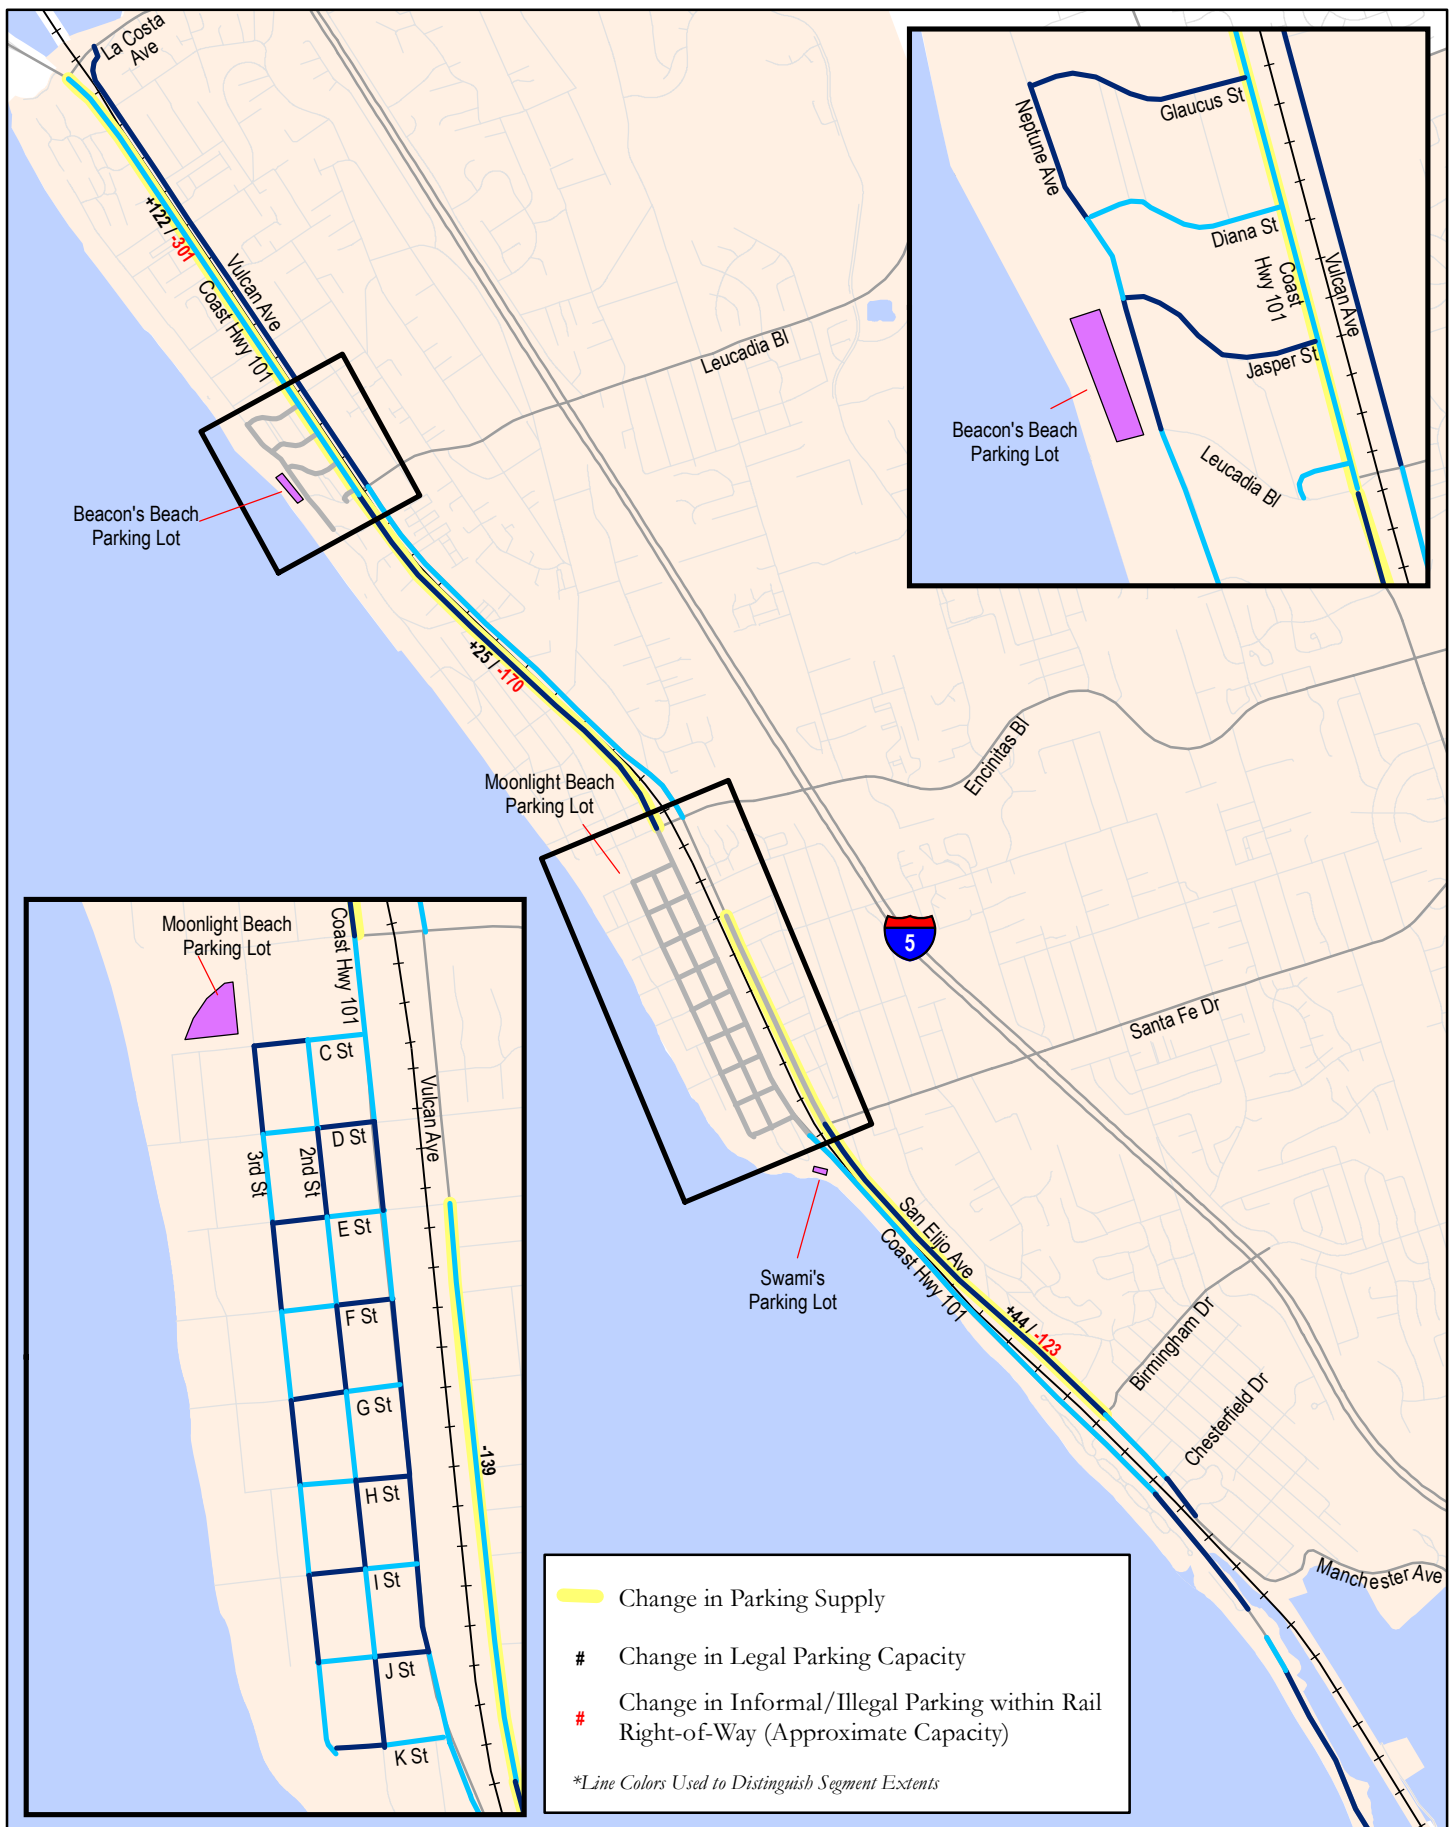 La Costa
Ave
+122 / -301
Vulcan Ave
Coast Hwy 101
Leucadia Bl
Beacon's Beach
Parking Lot
+25 / -170
Neptune Ave
Glaucus St
Diana St
Coast
Hwy 101
Vulcan Ave
Jasper St
Beacon's Beach
Parking Lot
Leucadia Bl
Encinitas Bl
Moonlight Beach
Parking Lot
5
Santa Fe Dr
Swami's
Parking Lot
San Elijo Ave
Coast Hwy 101
+44 / -123
Birmingham Dr
Chesterfield Dr
Manchester Ave
Moonlight Beach
Parking Lot
Coast Hwy 101
C St
Vulcan Ave
D St
3rd St
2nd St
E St
F St
G St
-139
H St
I St
J St
K St
Change in Parking Supply
# Change in Legal Parking Capacity
# Change in Informal/Illegal Parking within Rail
Right-of-Way (Approximate Capacity)
*Line Colors Used to Distinguish Segment Extents